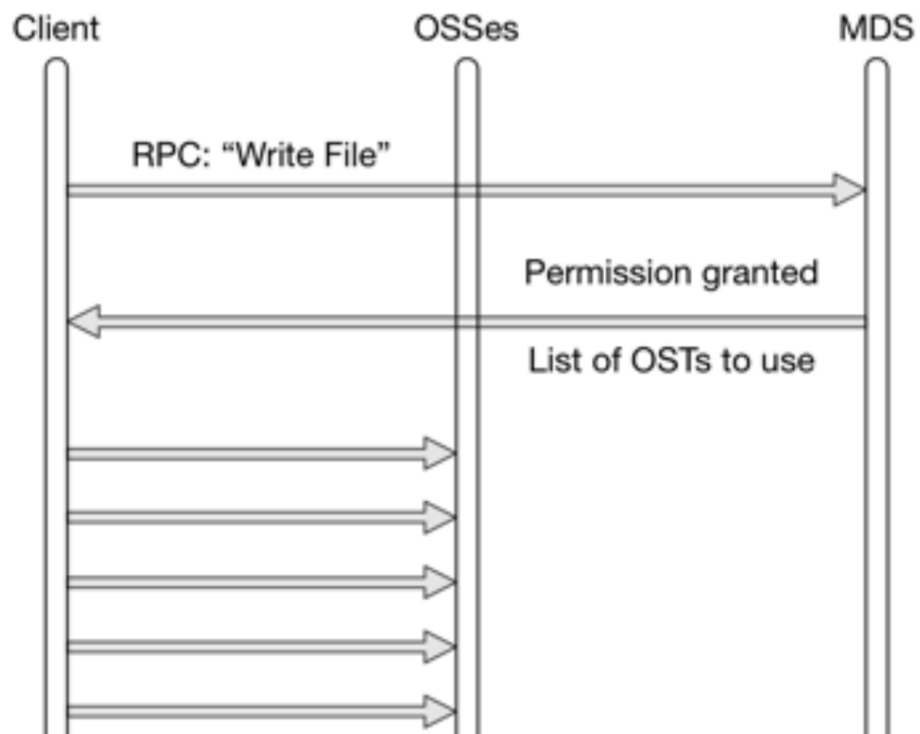 Client
OSSes
MDS
RPC: “Write File”
Permission granted
List of OSTs to use